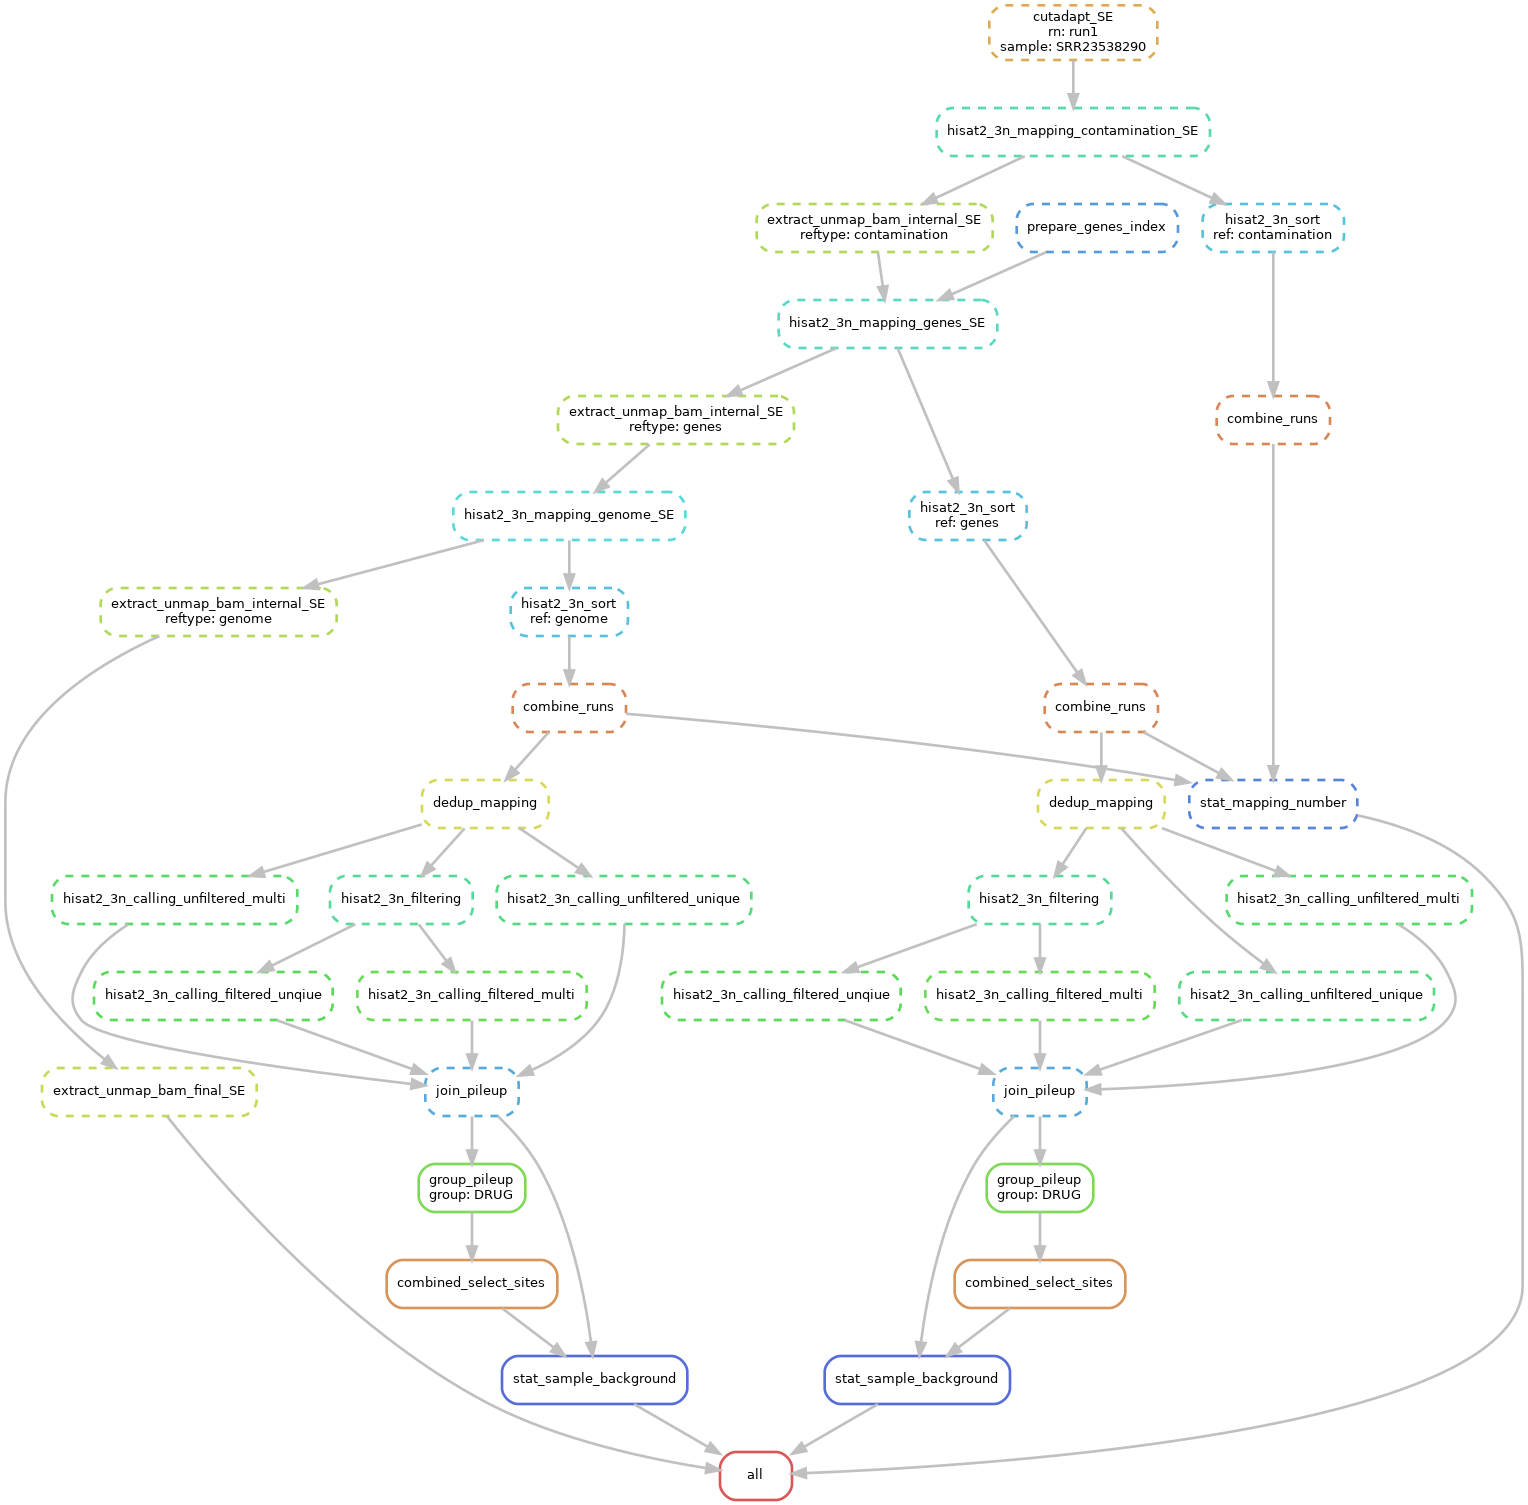 cutadapt_SE
rn: run1
sample: SRR23538290
hisat2_3n_mapping_contamination_SE
extract_unmap_bam_internal_SE
reftype: contamination
prepare_genes_index
hisat2_3n_sort
ref: contamination
hisat2_3n_mapping_genes_SE
extract_unmap_bam_internal_SE
reftype: genes
combine_runs
hisat2_3n_mapping_genome_SE
hisat2_3n_sort
ref: genes
extract_unmap_bam_internal_SE
reftype: genome
hisat2_3n_sort
ref: genome
combine_runs
combine_runs
dedup_mapping
dedup_mapping
stat_mapping_number
hisat2_3n_calling_unfiltered_multi
hisat2_3n_filtering
hisat2_3n_calling_unfiltered_unique
hisat2_3n_filtering
hisat2_3n_calling_unfiltered_multi
hisat2_3n_calling_filtered_unqiue
hisat2_3n_calling_filtered_multi
hisat2_3n_calling_filtered_unqiue
hisat2_3n_calling_filtered_multi
hisat2_3n_calling_unfiltered_unique
extract_unmap_bam_final_SE
join_pileup
join_pileup
group_pileup
group: DRUG
group_pileup
group: DRUG
combined_select_sites
combined_select_sites
stat_sample_background
stat_sample_background
all